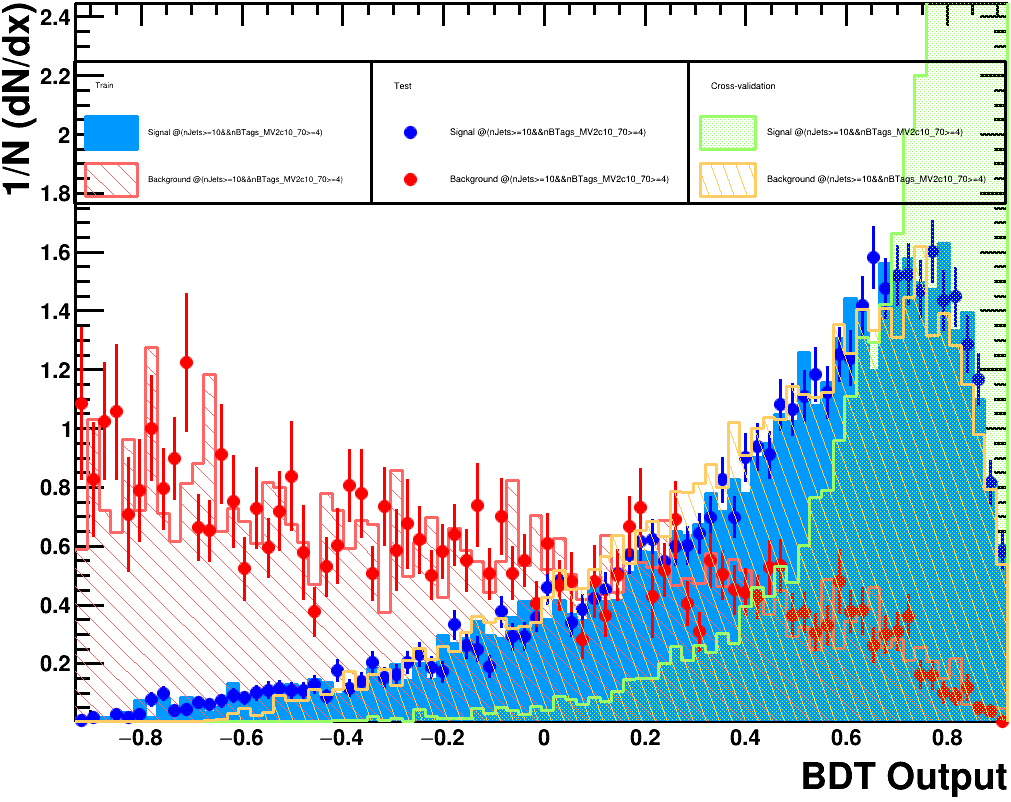 1/N (dN/dx)
2.4
2.2
2
1.8
1.6
1.4
1.2
1
0.8
0.6
0.4
0.2
Train
Signal @(nJets>=10&&nBTags_MV2c10_70>=4)
Background @(nJets>=10&&nBTags_MV2c10_70>=4)
Test
Signal @(nJets>=10&&nBTags_MV2c10_70>=4)
Background @(nJets>=10&&nBTags_MV2c10_70>=4)
Cross-validation
Signal @(nJets>=10&&nBTags_MV2c10_70>=4)
Background @(nJets>=10&&nBTags_MV2c10_70>=4)
−0.8 −0.6 −0.4 −0.2 0 0.2 0.4 0.6 0.8
BDT Output